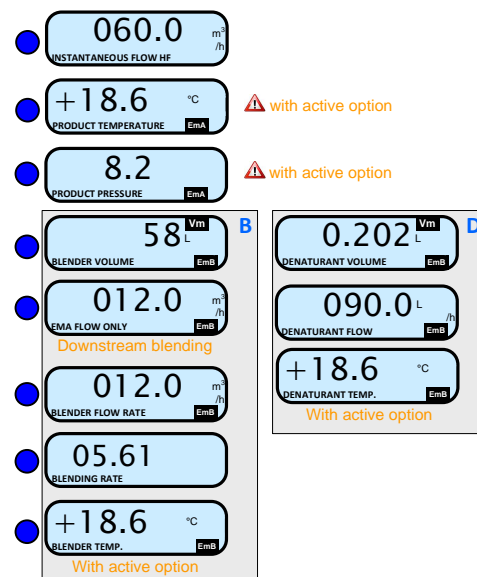 060.0 m³/h
INSTANTANEOUS FLOW HF
+18.6 °C
PRODUCT TEMPERATURE EmA
with active option
8.2
PRODUCT PRESSURE EmA
with active option
B
58 L Vm
BLENDER VOLUME EmB
012.0 m³/h
EMA FLOW ONLY EmB
Downstream blending
012.0 m³/h
BLENDER FLOW RATE EmB
05.61
BLENDING RATE
+18.6 °C
BLENDER TEMP. EmB
With active option
D
0.202 L Vm
DENATURANT VOLUME EmB
090.0 L/h
DENATURANT FLOW EmB
+18.6 °C
DENATURANT TEMP. EmB
With active option